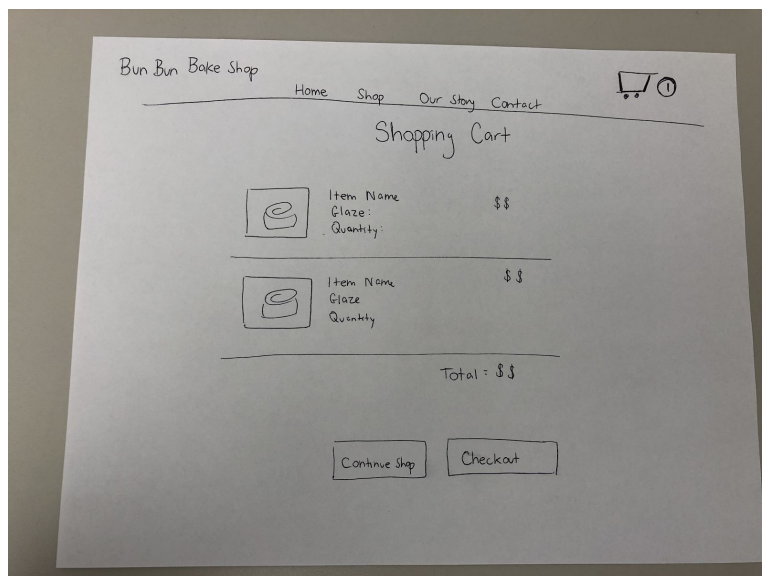 Bun Bun Bake Shop
Home Shop Our Story Contact
1
Shopping Cart
Item Name $$
Glaze:
Quantity:
Item Name $$
Glaze
Quantity
Total = $$
Continue Shop Checkout